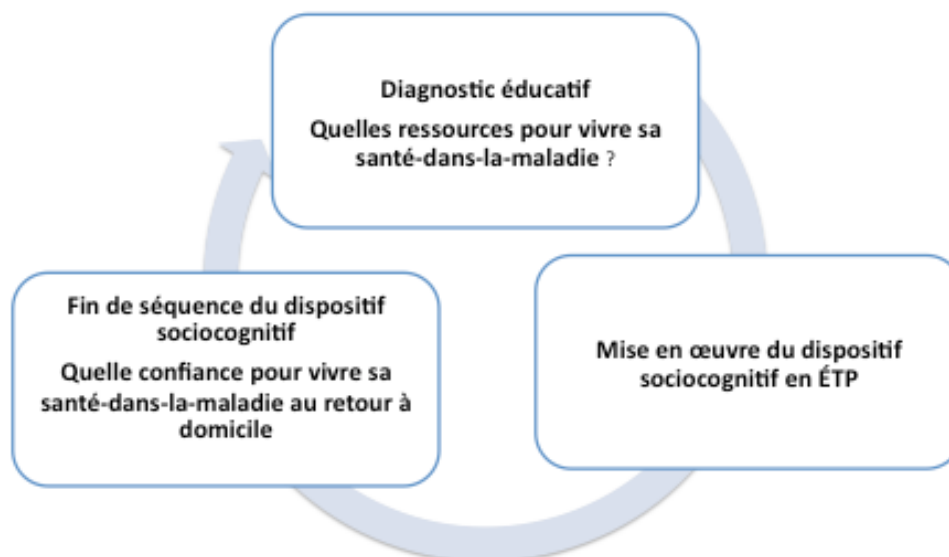 Diagnostic éducatif
Quelles ressources pour vivre sa
santé-dans-la-maladie ?
Mise en œuvre du dispositif
sociocognitif en ÉTP
Fin de séquence du dispositif
sociocognitif
Quelle confiance pour vivre sa
santé-dans-la-maladie au retour à
domicile